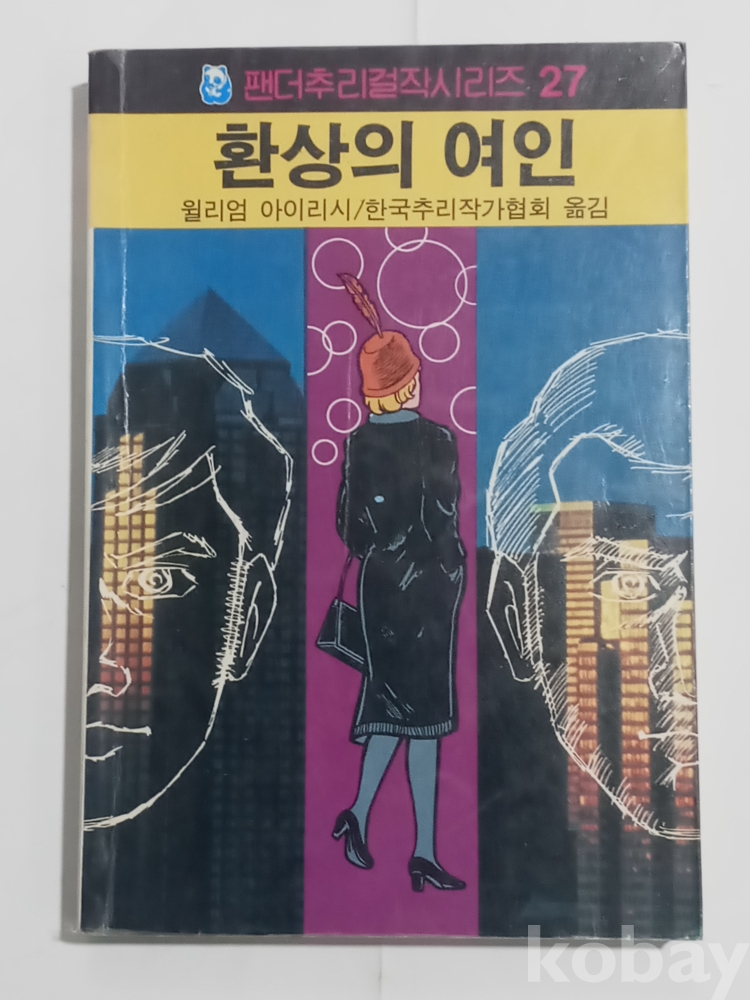 팬더추리걸작시리즈 27
환상의 여인
윌리엄 아이리시/한국추리작가협회 옮김
kobay